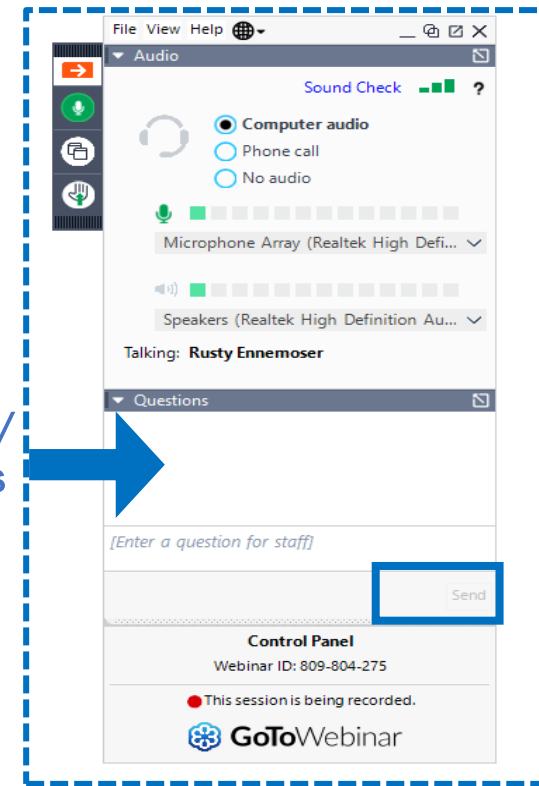 File View Help
Audio
Sound Check ?
Computer audio
Phone call
No audio
Microphone Array (Realtek High Defi...
Speakers (Realtek High Definition Au...
Talking: Rusty Ennemoser
Questions
[Enter a question for staff]
Send
Control Panel
Webinar ID: 809-804-275
This session is being recorded.
GoToWebinar